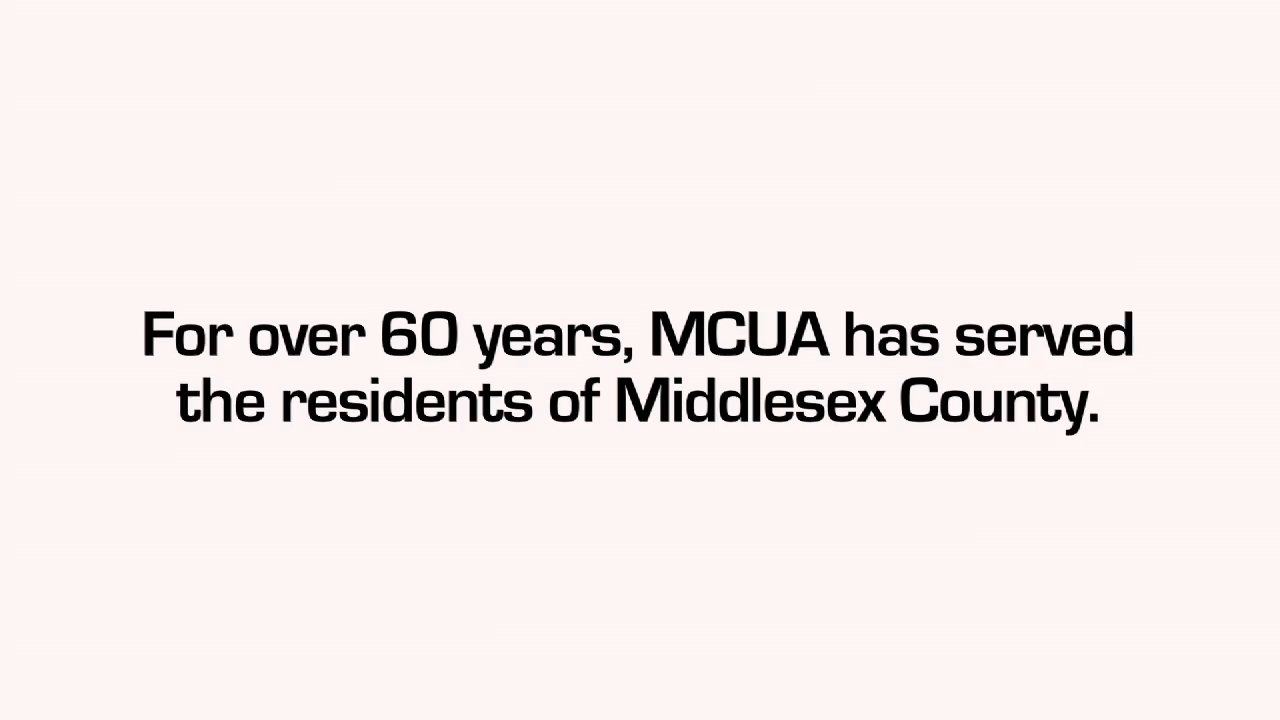 For over 60 years, MCUA has served
the residents of Middlesex County.